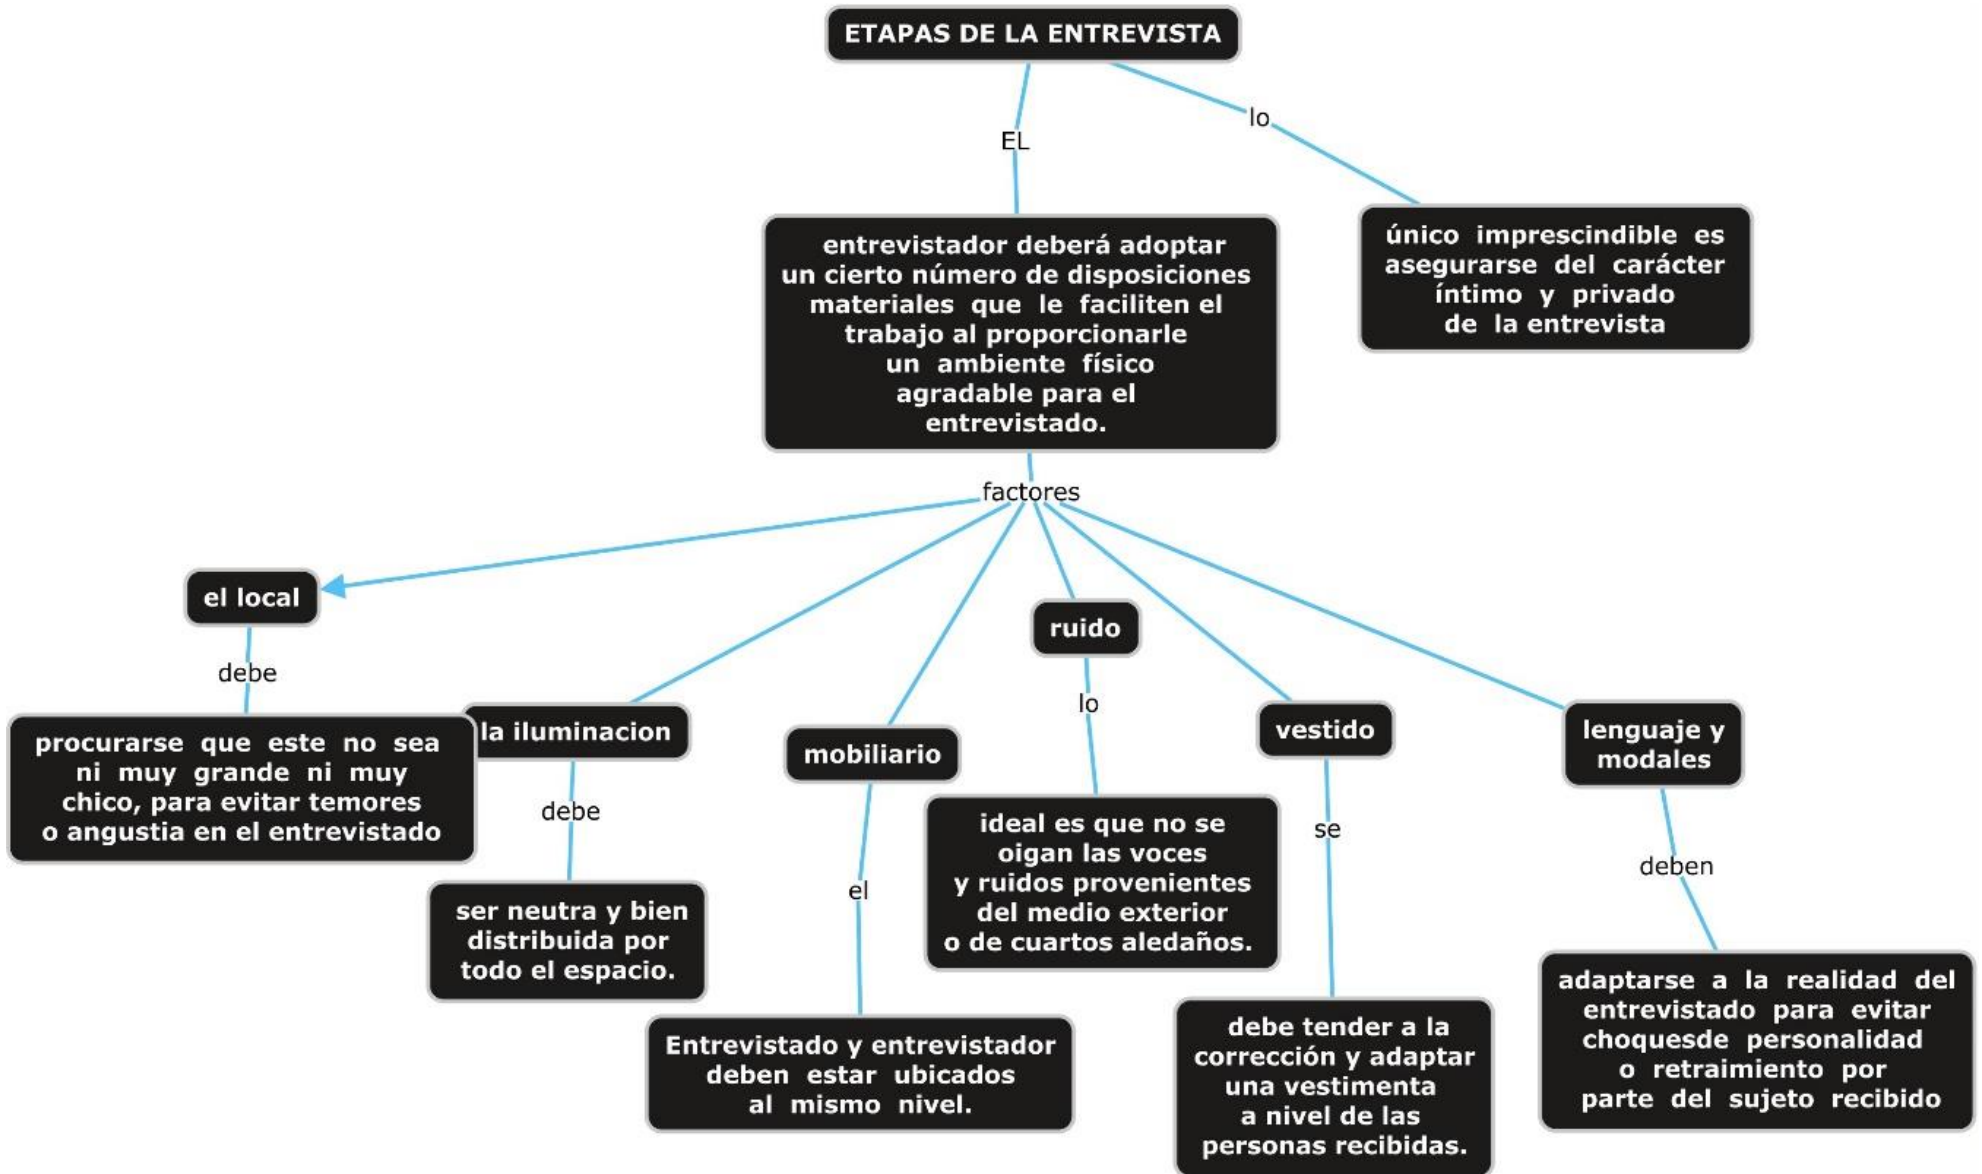 ETAPAS DE LA ENTREVISTA
EL
lo
entrevistador deberá adoptar
un cierto número de disposiciones
materiales que le faciliten el
trabajo al proporcionarle
un ambiente físico
agradable para el
entrevistado.
único imprescindible es
asegurarse del carácter
íntimo y privado
de la entrevista
factores
el local
debe
procurarse que este no sea
ni muy grande ni muy
chico, para evitar temores
o angustia en el entrevistado
la iluminacion
debe
ser neutra y bien
distribuida por
todo el espacio.
mobiliario
el
Entrevistado y entrevistador
deben estar ubicados
al mismo nivel.
ruido
lo
ideal es que no se
oigan las voces
y ruidos provenientes
del medio exterior
o de cuartos aledaños.
vestido
se
debe tender a la
corrección y adaptar
una vestimenta
a nivel de las
personas recibidas.
lenguaje y
modales
deben
adaptarse a la realidad del
entrevistado para evitar
choquesde personalidad
o retraimiento por
parte del sujeto recibido